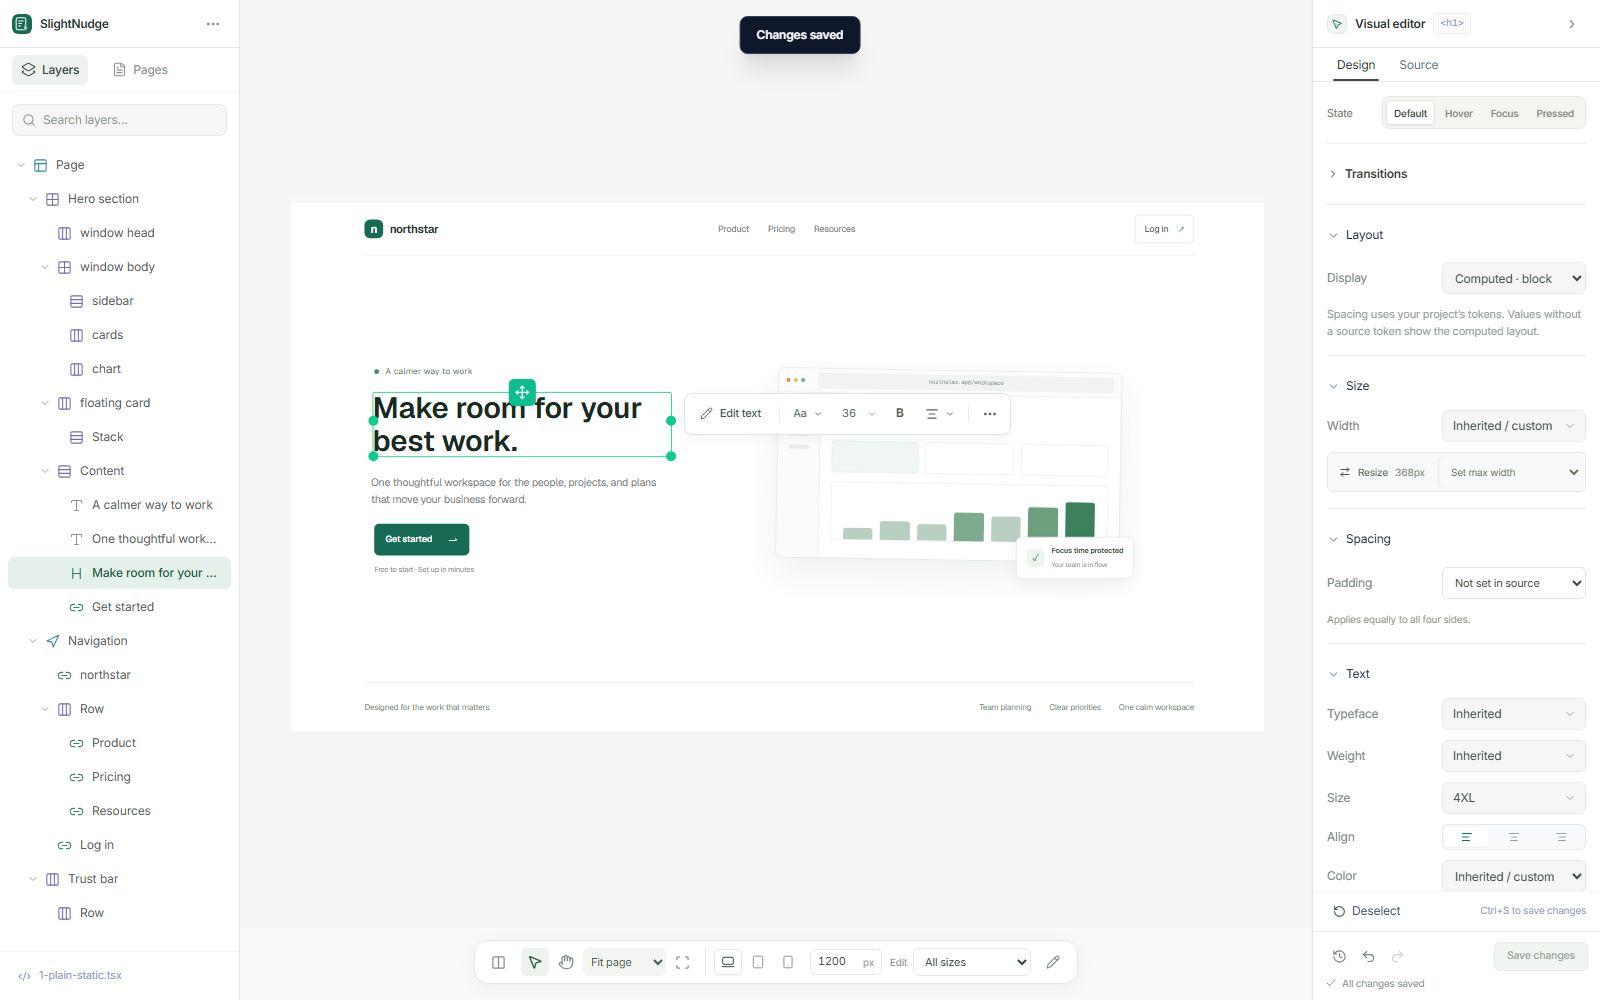 SlightNudge
Layers
Pages
Search layers...
Page
Hero section
window head
window body
sidebar
cards
chart
floating card
Stack
Content
A calmer way to work
One thoughtful work...
Make room for your ...
Get started
Navigation
northstar
Row
Product
Pricing
Resources
Log in
Trust bar
Row
1-plain-static.tsx
Changes saved
n northstar
Product Pricing Resources
Log in
A calmer way to work
Make room for your
best work.
Edit text Aa 36 B
One thoughtful workspace for the people, projects, and plans
that move your business forward.
Get started
Free to start · Set up in minutes
northstar.app/workspace
Focus time protected
Your team is in flow
Designed for the work that matters
Team planning Clear priorities One calm workspace
Fit page
1200 px
Edit
All sizes
Visual editor <h1>
Design Source
State Default Hover Focus Pressed
Transitions
Layout
Display Computed · block
Spacing uses your project's tokens. Values without
a source token show the computed layout.
Size
Width Inherited / custom
Resize 368px Set max width
Spacing
Padding Not set in source
Applies equally to all four sides.
Text
Typeface Inherited
Weight Inherited
Size 4XL
Align
Color Inherited / custom
Deselect Ctrl+S to save changes
Save changes
All changes saved